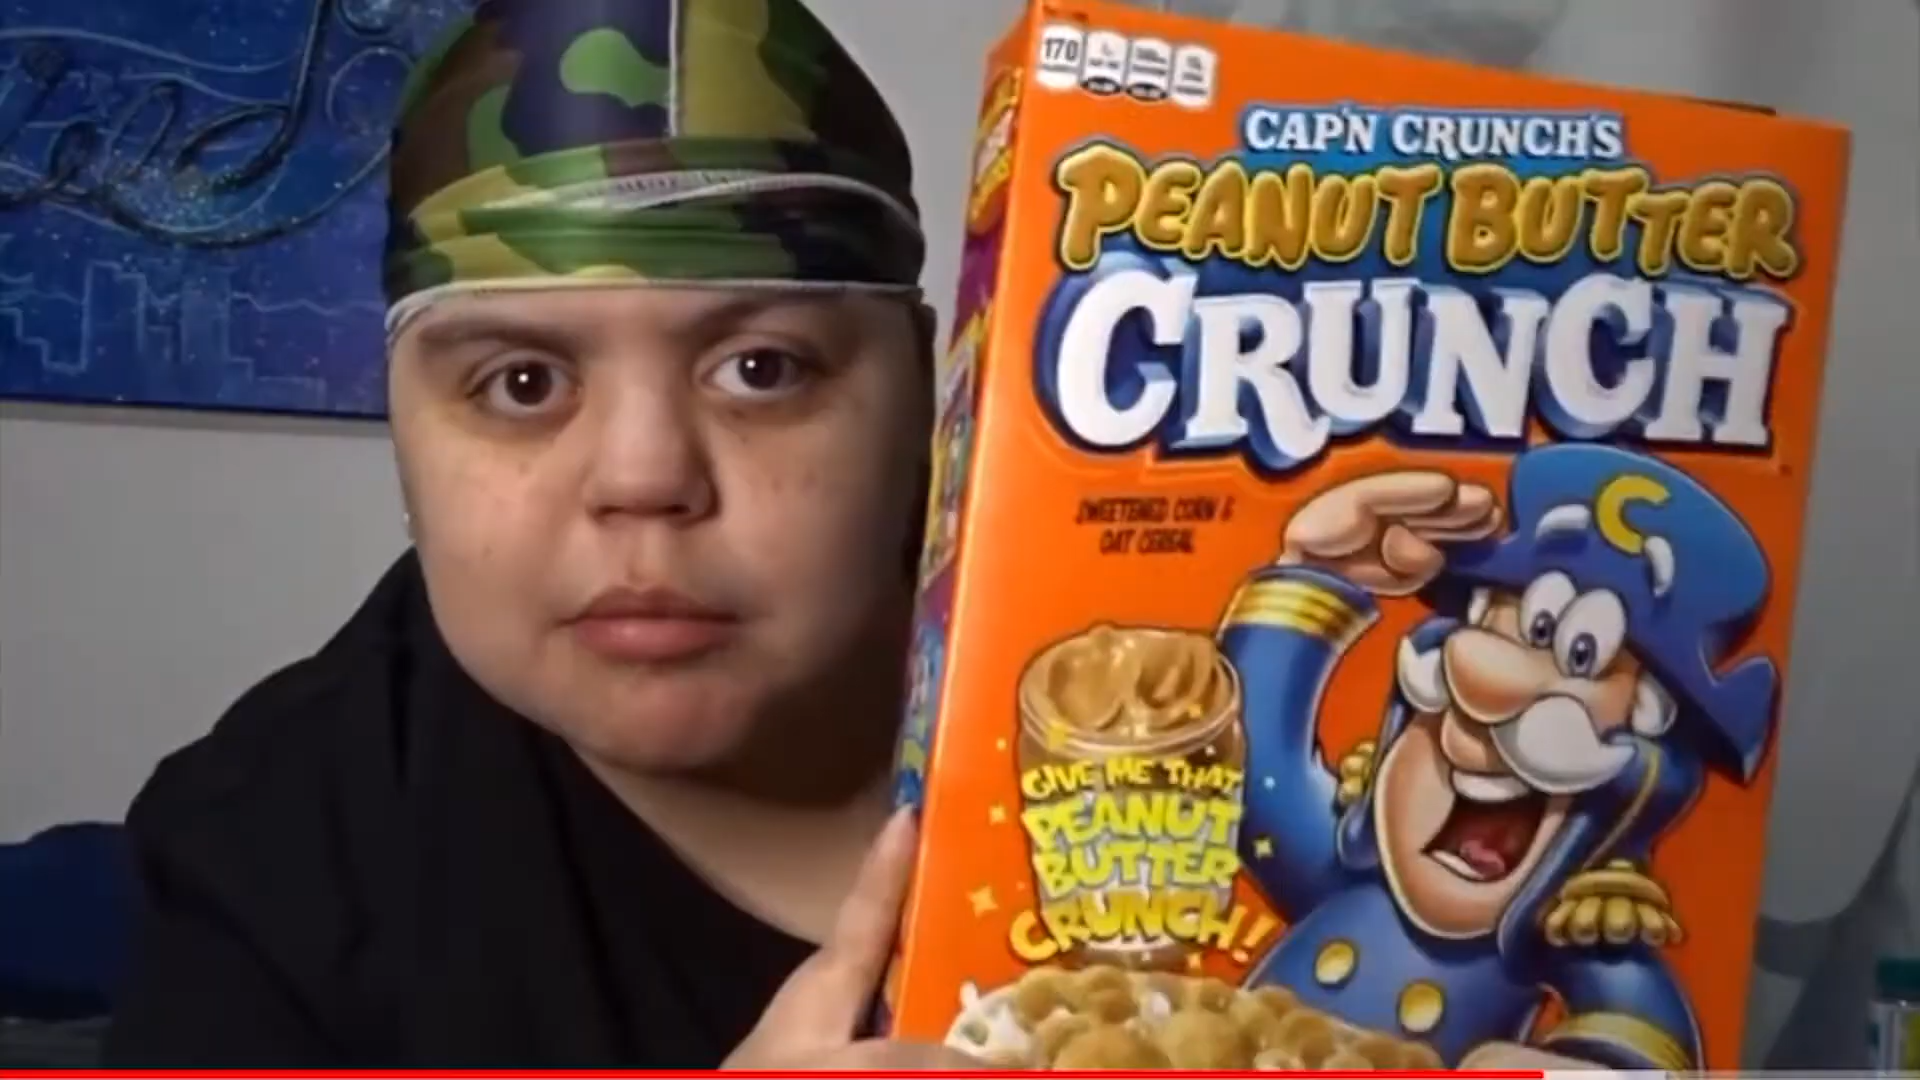 170
CAP'N CRUNCH'S
PEANUT BUTTER
CRUNCH
SWEETENED CORN &
OAT CEREAL
GIVE ME THAT
PEANUT
BUTTER
CRUNCH!
C